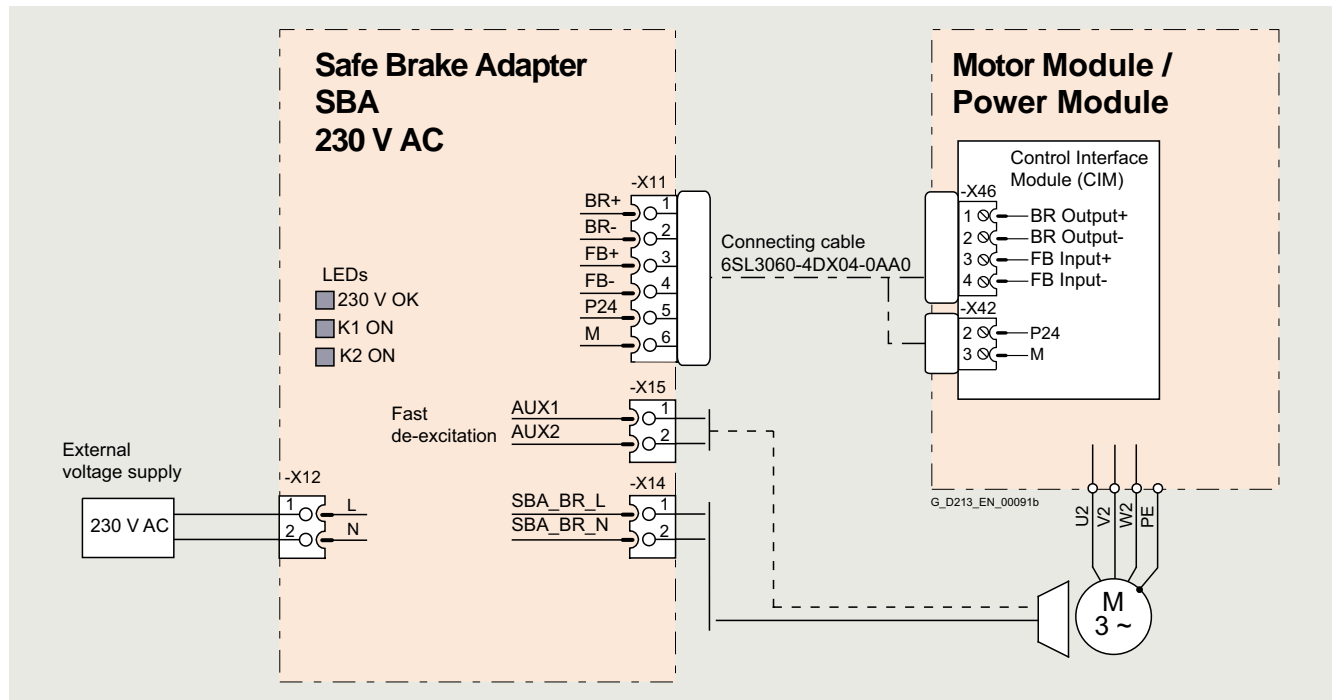 Safe Brake Adapter
SBA
230 V AC
Motor Module /
Power Module
Control Interface
Module (CIM)
-X11
BR+
1
BR-
2
FB+
3
FB-
4
P24
5
M
6
Connecting cable
6SL3060-4DX04-0AA0
-X46
1 BR Output+
2 BR Output-
3 FB Input+
4 FB Input-
-X42
2 P24
3 M
LEDs
230 V OK
K1 ON
K2 ON
-X15
Fast
de-excitation
AUX1
1
AUX2
2
External
voltage supply
230 V AC
-X12
1 L
2 N
-X14
SBA_BR_L
1
SBA_BR_N
2
G_D213_EN_00091b
U2
V2
W2
PE
M
3 ~